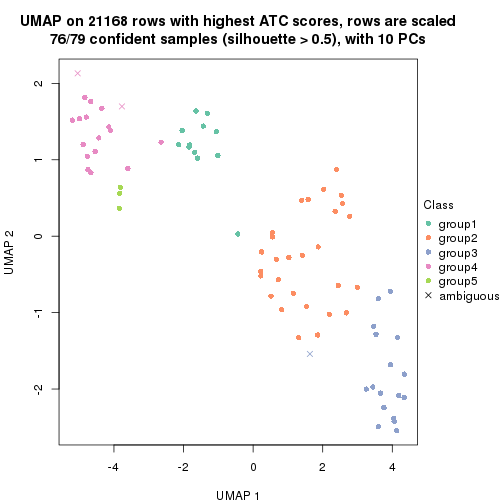 UMAP on 21168 rows with highest ATC scores, rows are scaled
76/79 confident samples (silhouette > 0.5), with 10 PCs
UMAP 2
2
1
0
-1
-2
-4
-2
0
2
4
UMAP 1
Class
group1
group2
group3
group4
group5
ambiguous